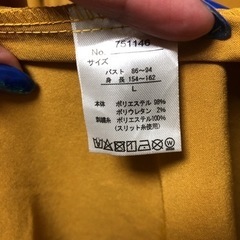 No. 751146
サイズ
バスト 86〜94
身長 154〜162
L
本体 ポリエステル 98%
ポリウレタン 2%
刺繍糸 ポリエステル100%
(スリット糸使用)